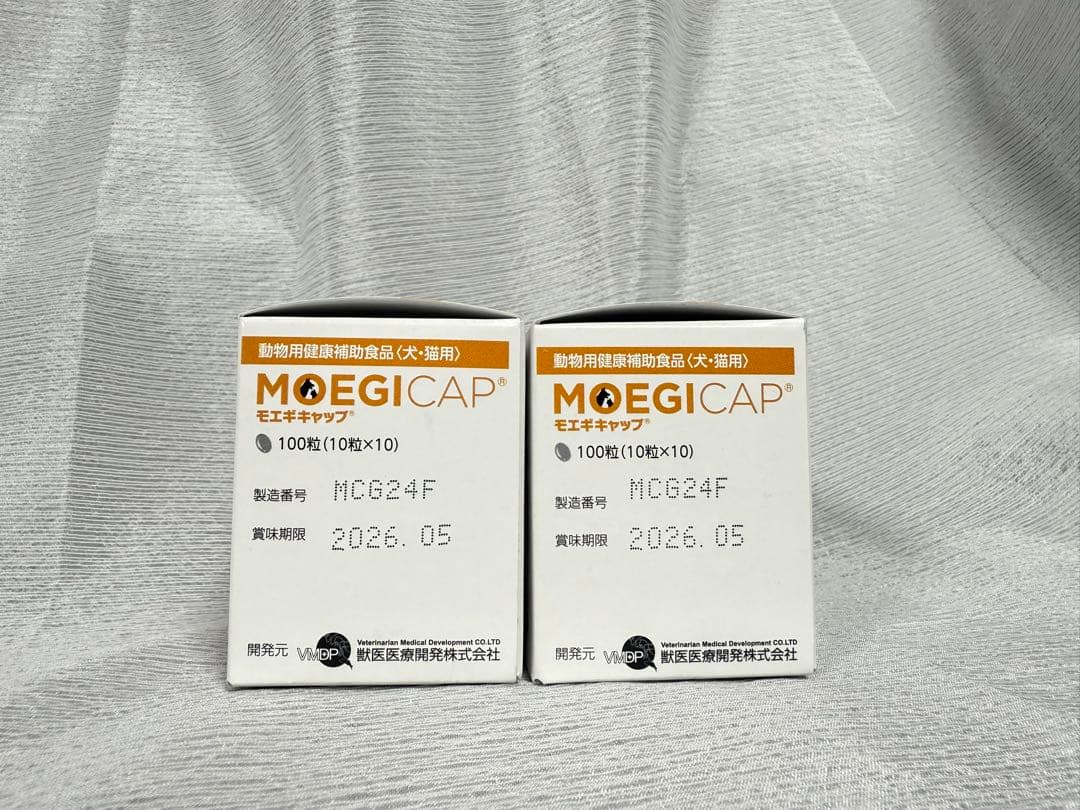 動物用健康補助食品〈犬・猫用〉
MOEGICAP®
モエギキャップ®
100粒(10粒×10)
製造番号 MCG24F
賞味期限 2026.05
開発元 VMDP Veterinarian Medical Development CO.LTD
獣医医療開発株式会社
動物用健康補助食品〈犬・猫用〉
MOEGICAP®
モエギキャップ®
100粒(10粒×10)
製造番号 MCG24F
賞味期限 2026.05
開発元 VMDP Veterinarian Medical Development CO.LTD
獣医医療開発株式会社